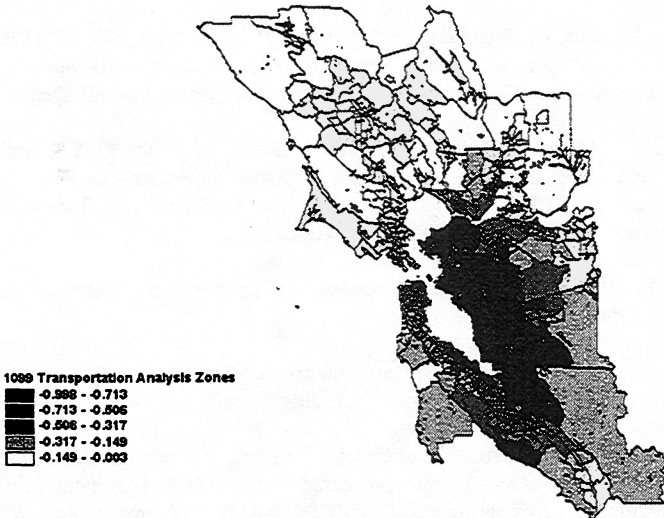 1099 Transportation Analysis Zones
-0.998 - -0.713
-0.713 - -0.506
-0.506 - -0.317
-0.317 - -0.149
-0.149 - -0.003